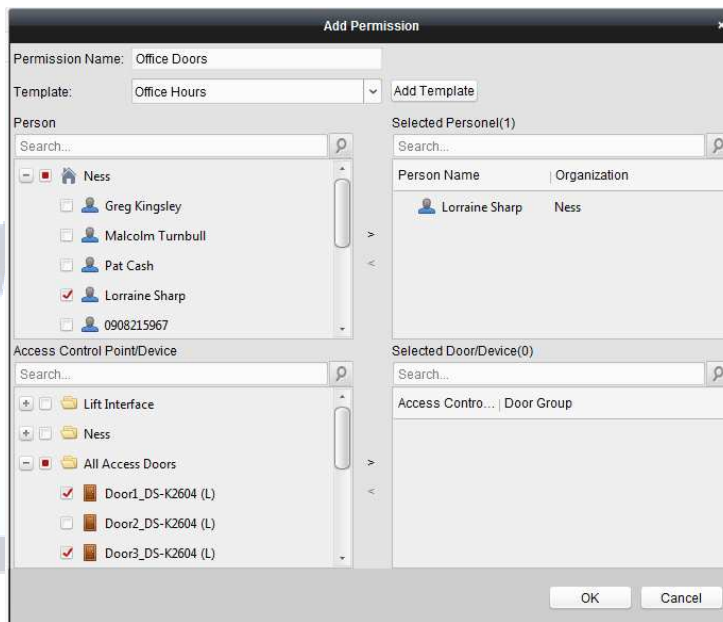 Add Permission
Permission Name: Office Doors
Template: Office Hours Add Template
Person
Search...
Ness
Greg Kingsley
Malcolm Turnbull
Pat Cash
Lorraine Sharp
0908215967
Selected Personel(1)
Search...
Person Name Organization
Lorraine Sharp Ness
Access Control Point/Device
Search...
Lift Interface
Ness
All Access Doors
Door1_DS-K2604 (L)
Door2_DS-K2604 (L)
Door3_DS-K2604 (L)
Selected Door/Device(0)
Search...
Access Contro... Door Group
OK Cancel